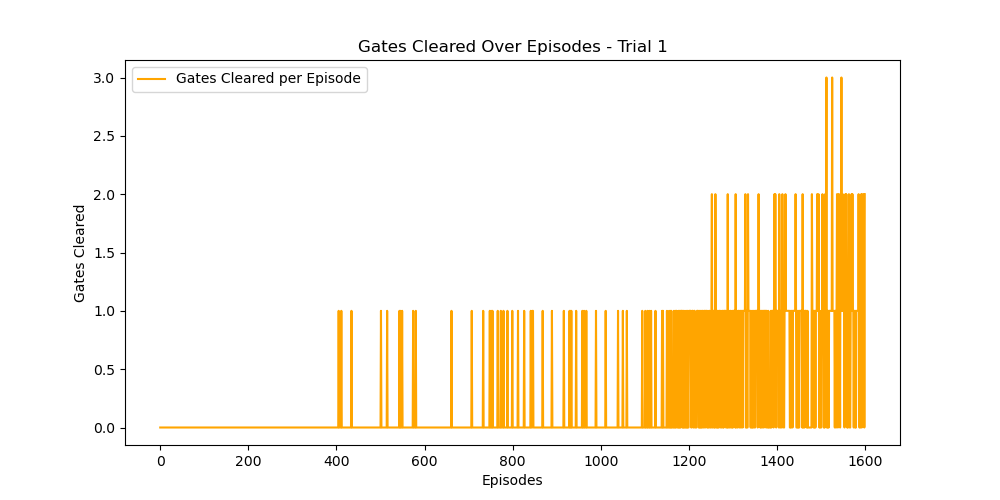 Gates Cleared Over Episodes - Trial 1
Gates Cleared per Episode
3.0
2.5
2.0
1.5
1.0
0.5
0.0
Gates Cleared
0 200 400 600 800 1000 1200 1400 1600
Episodes